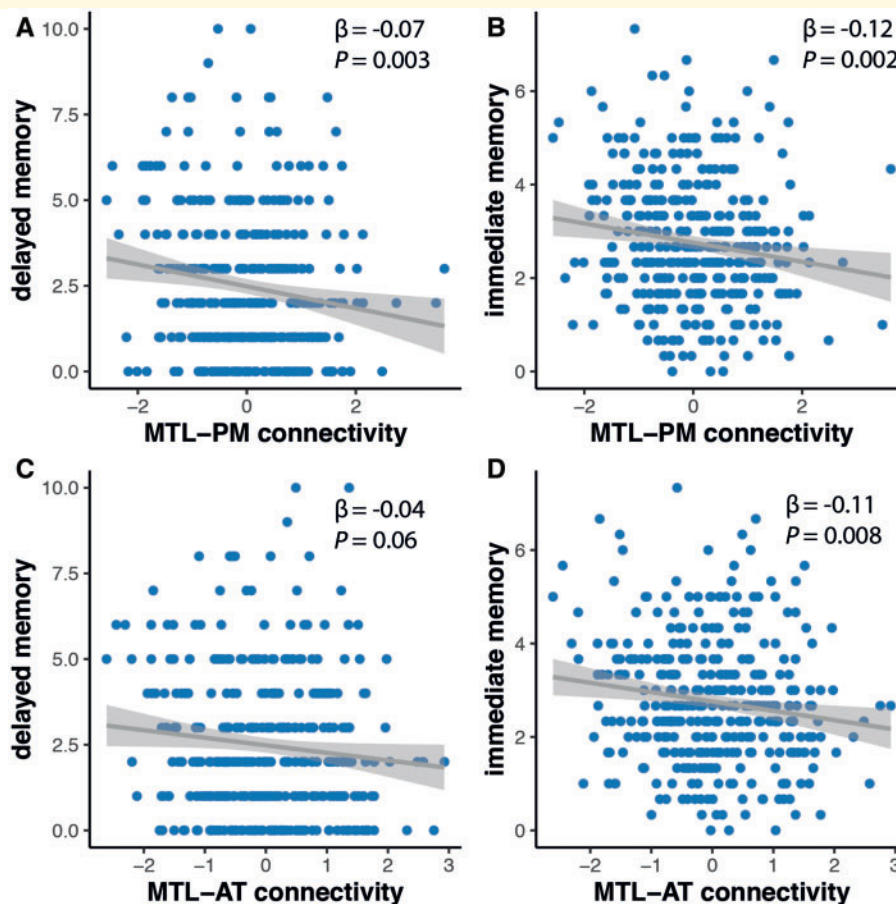 A
β = -0.07
P = 0.003
delayed memory
10.0
7.5
5.0
2.5
0.0
−2
0
2
MTL−PM connectivity
B
β = -0.12
P = 0.002
immediate memory
6
4
2
0
−2
0
2
MTL−PM connectivity
C
β = -0.04
P = 0.06
delayed memory
10.0
7.5
5.0
2.5
0.0
−2
−1
0
1
2
3
MTL−AT connectivity
D
β = -0.11
P = 0.008
immediate memory
6
4
2
0
−2
−1
0
1
2
3
MTL−AT connectivity